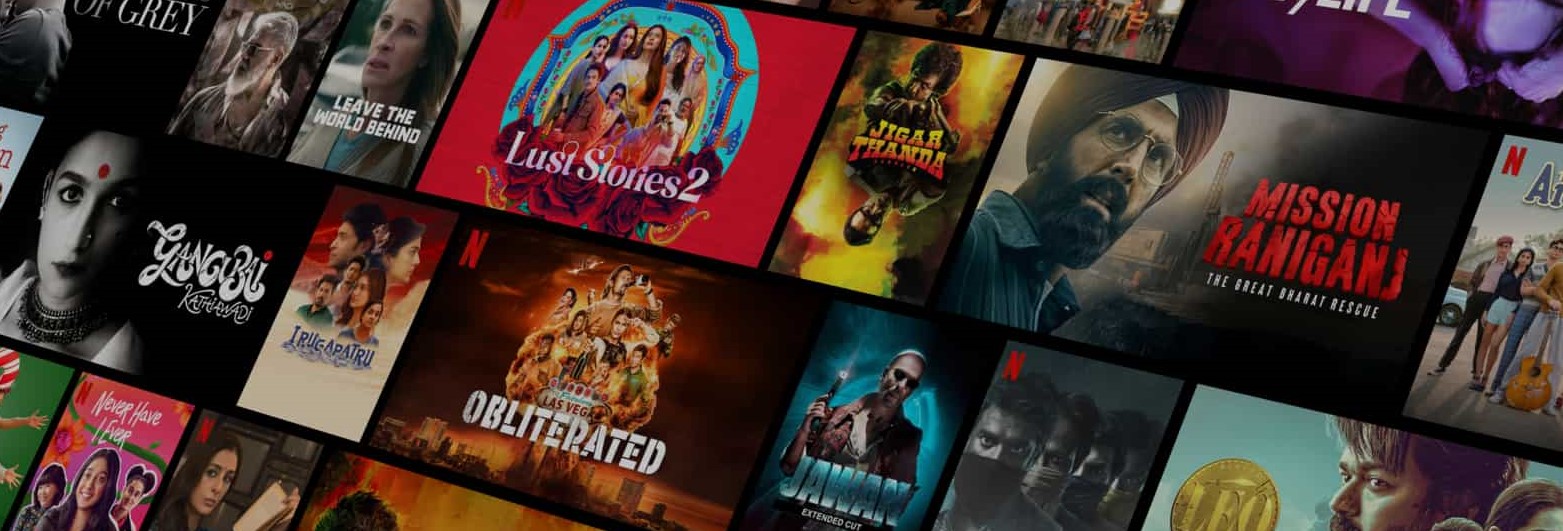 OF GREY
LEAVE THE
WORLD BEHIND
Lust Stories 2
JIGAR
THANDA
MISSION
RANIGANJ
THE GREAT BHARAT RESCUE
N
GANGUBAI
KATHIAWADI
IRUGAPATRU
N
LAS VEGAS
OBLITERATED
JAWAN
EXTENDED CUT
N
N
Never Have
I Ever
N
LEO